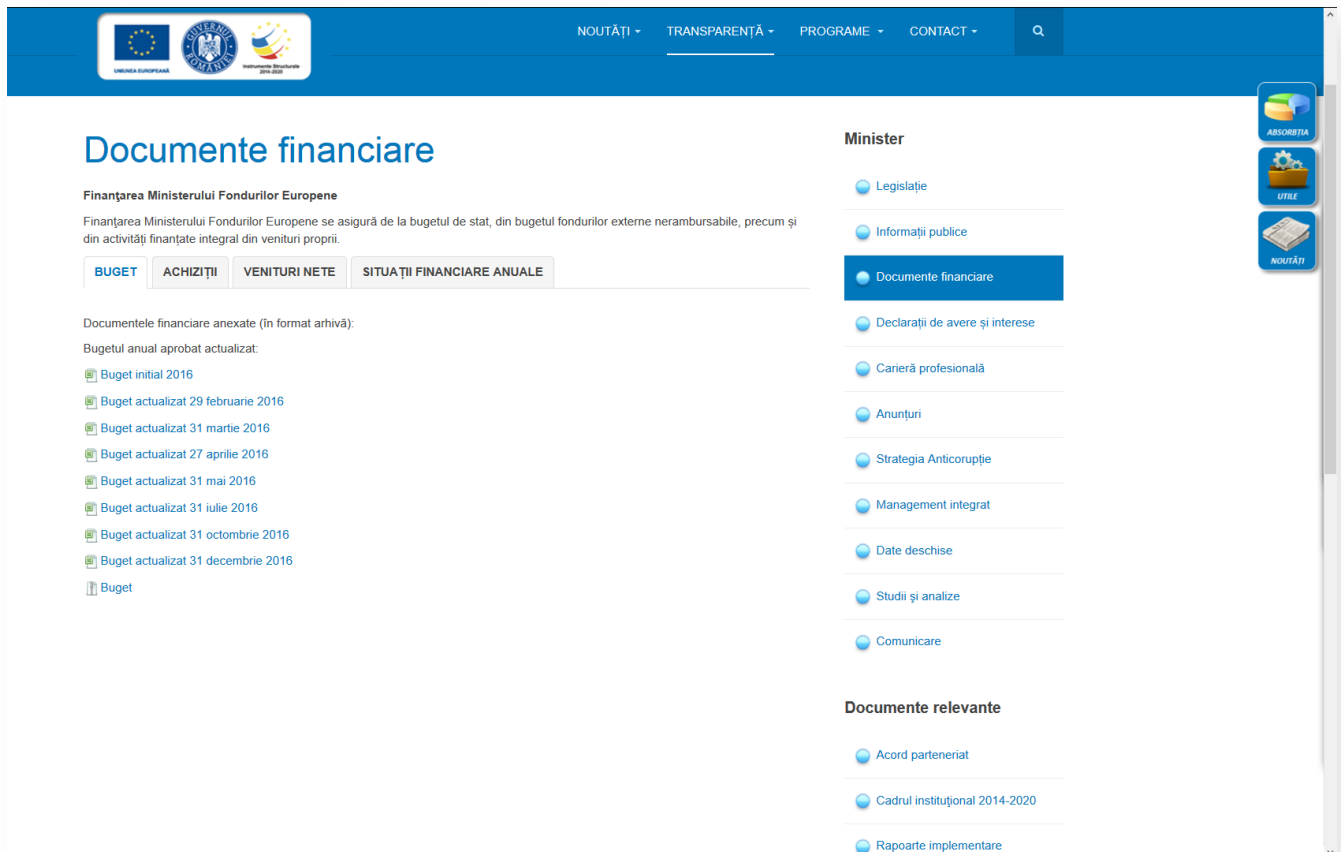 UNIUNEA EUROPEANĂ
GUVERNUL ROMÂNIEI
Instrumente Structurale
2014-2020
NOUTĂȚI
TRANSPARENȚĂ
PROGRAME
CONTACT
Documente financiare
Finanţarea Ministerului Fondurilor Europene
Finanţarea Ministerului Fondurilor Europene se asigură de la bugetul de stat, din bugetul fondurilor externe nerambursabile, precum și
din activități finanțate integral din venituri proprii.
BUGET
ACHIZIȚII
VENITURI NETE
SITUAȚII FINANCIARE ANUALE
Documentele financiare anexate (în format arhivă):
Bugetul anual aprobat actualizat:
Buget initial 2016
Buget actualizat 29 februarie 2016
Buget actualizat 31 martie 2016
Buget actualizat 27 aprilie 2016
Buget actualizat 31 mai 2016
Buget actualizat 31 iulie 2016
Buget actualizat 31 octombrie 2016
Buget actualizat 31 decembrie 2016
Buget
Minister
Legislație
Informații publice
Documente financiare
Declarații de avere și interese
Carieră profesională
Anunțuri
Strategia Anticorupție
Management integrat
Date deschise
Studii şi analize
Comunicare
Documente relevante
Acord parteneriat
Cadrul instituţional 2014-2020
Rapoarte implementare
ABSORBȚIA
UTILE
NOUTĂȚI